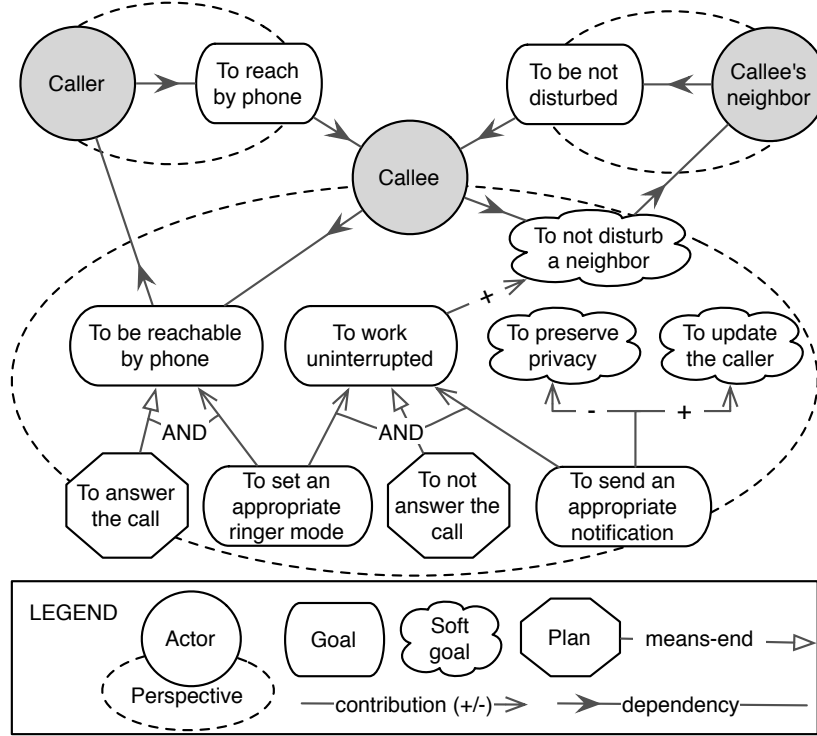 Caller
To reach
by phone
To be not
disturbed
Callee's
neighbor
Callee
To not disturb
a neighbor
+
To be reachable
by phone
To work
uninterrupted
To preserve
privacy
To update
the caller
- +
AND
AND
To answer
the call
To set an
appropriate
ringer mode
To not
answer the
call
To send an
appropriate
notification
LEGEND
Actor
Perspective
Goal
Soft
goal
Plan
means-end
contribution (+/-)
dependency